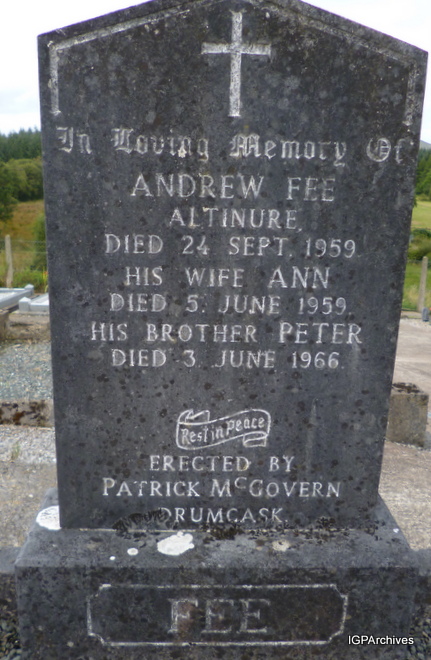 In Loving Memory Of
ANDREW FEE
ALTINURE.
DIED 24 SEPT. 1959
HIS WIFE ANN
DIED 5. JUNE 1959.
HIS BROTHER PETER
DIED 3. JUNE 1966.
Rest in Peace
ERECTED BY
PATRICK McGOVERN
DRUMCASK.
FEE
IGPArchives